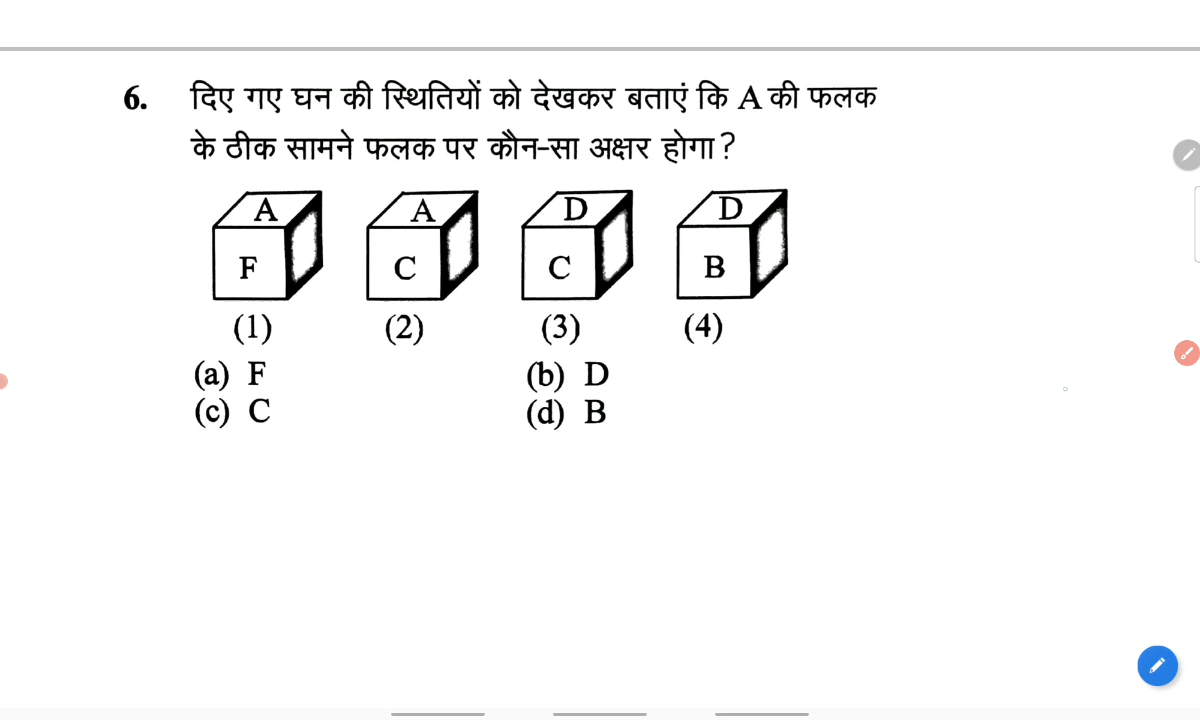 6. दिए गए घन की स्थितियों को देखकर बताएं कि A की फलक
के ठीक सामने फलक पर कौन-सा अक्षर होगा?
A A D D
F C C B
(1) (2) (3) (4)
(a) F (b) D
(c) C (d) B